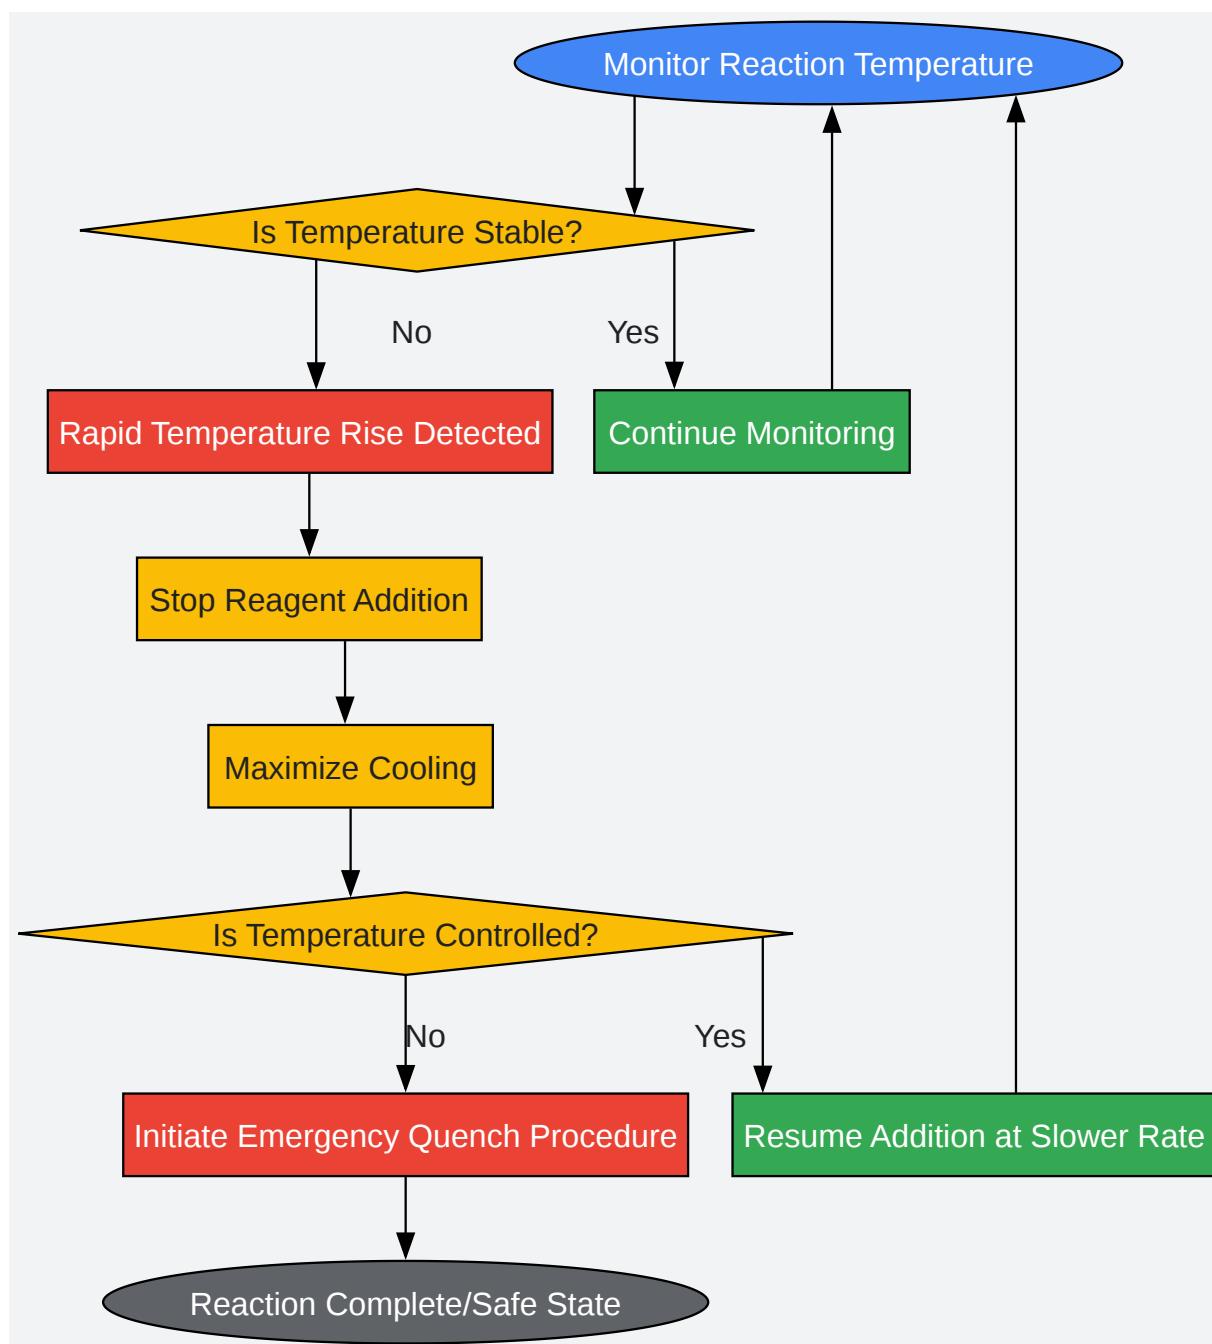 Monitor Reaction Temperature
Is Temperature Stable?
No
Yes
Rapid Temperature Rise Detected
Continue Monitoring
Stop Reagent Addition
Maximize Cooling
Is Temperature Controlled?
No
Yes
Initiate Emergency Quench Procedure
Resume Addition at Slower Rate
Reaction Complete/Safe State